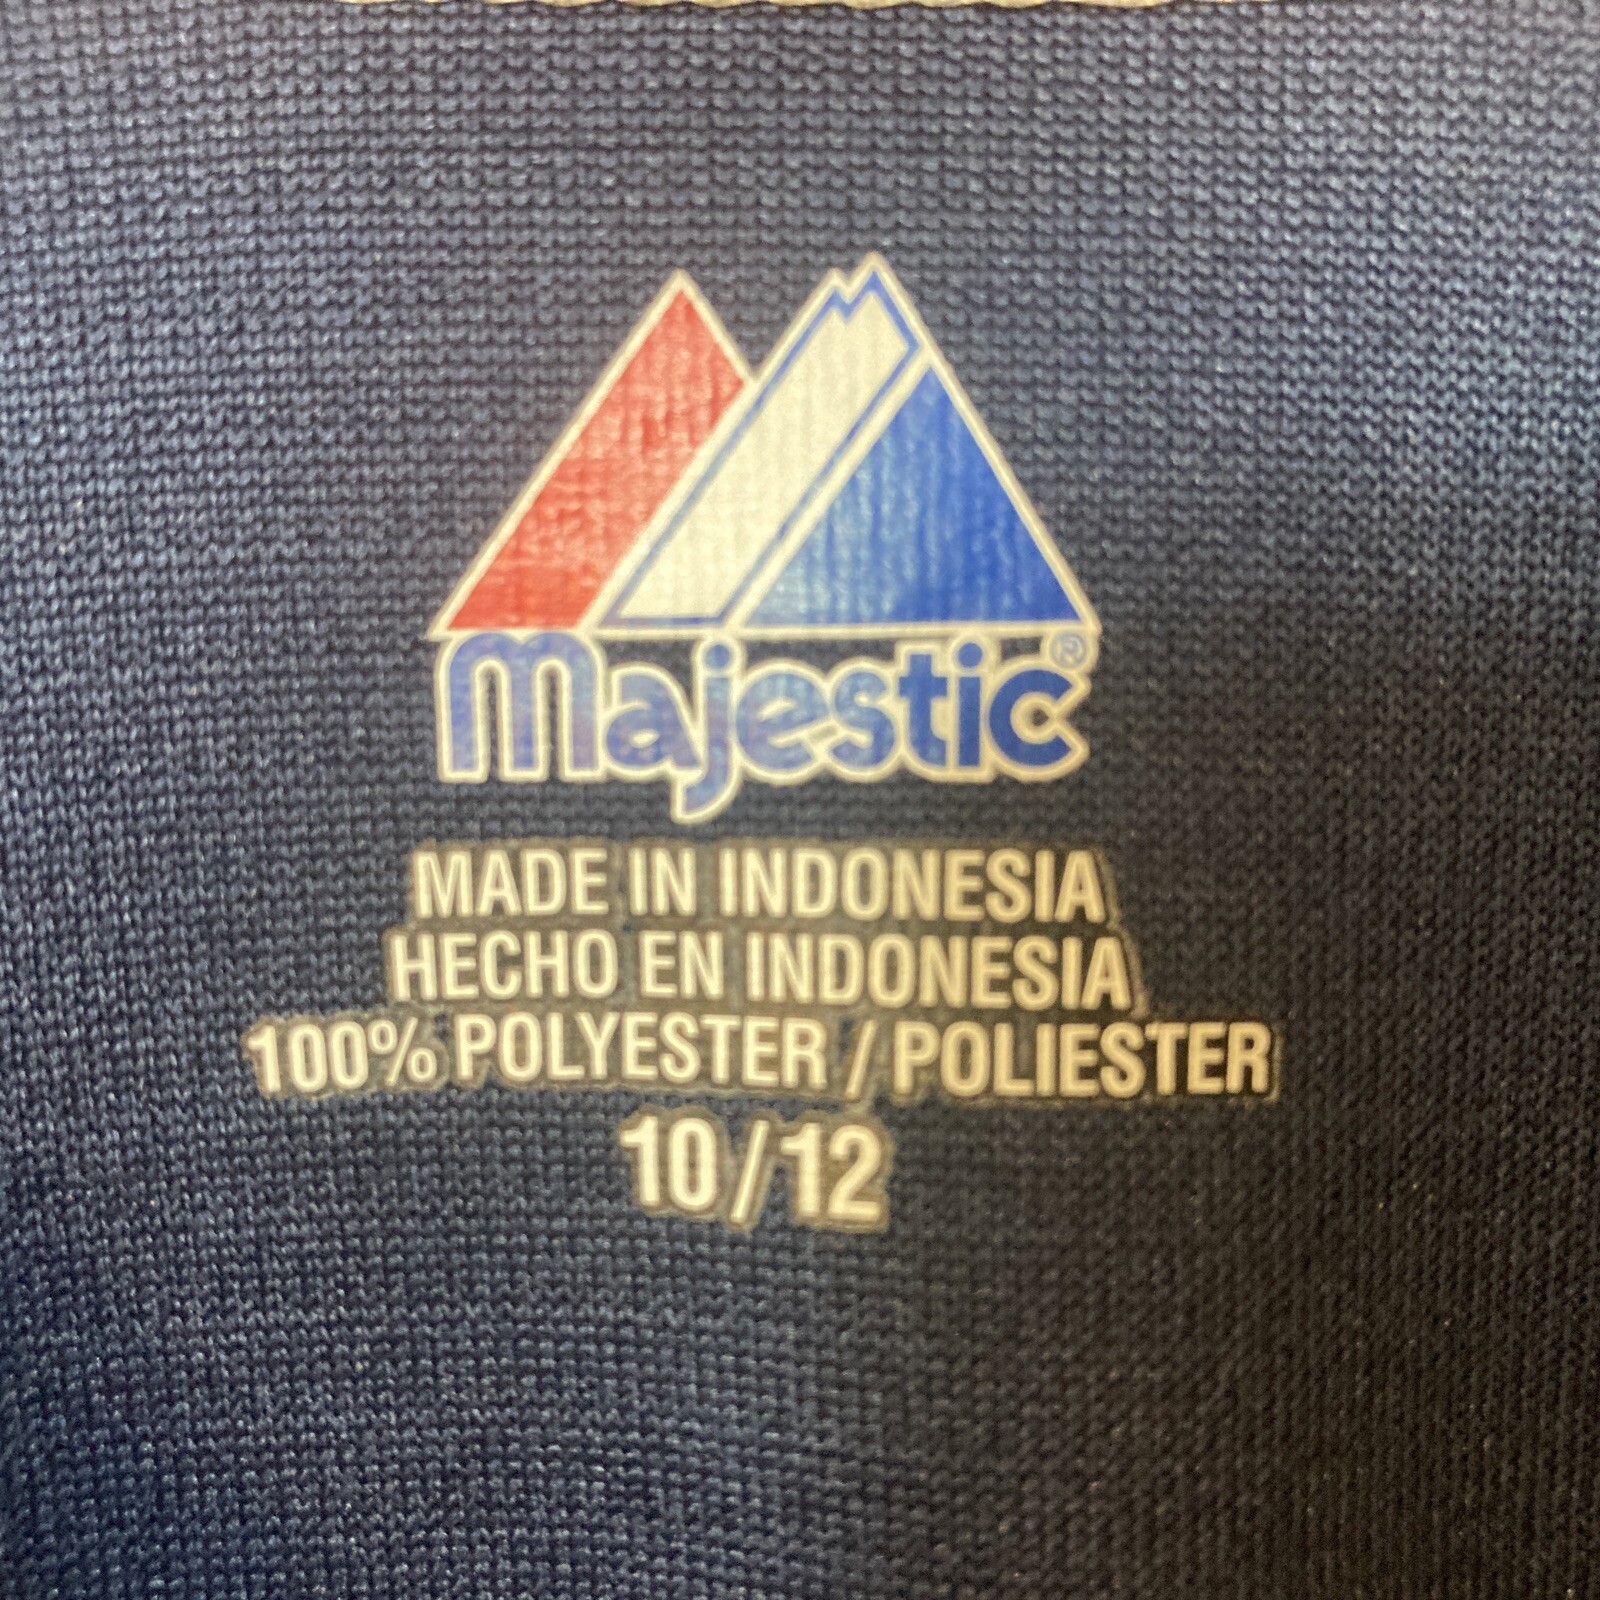 Majestic®
MADE IN INDONESIA
HECHO EN INDONESIA
100% POLYESTER / POLIESTER
10/12